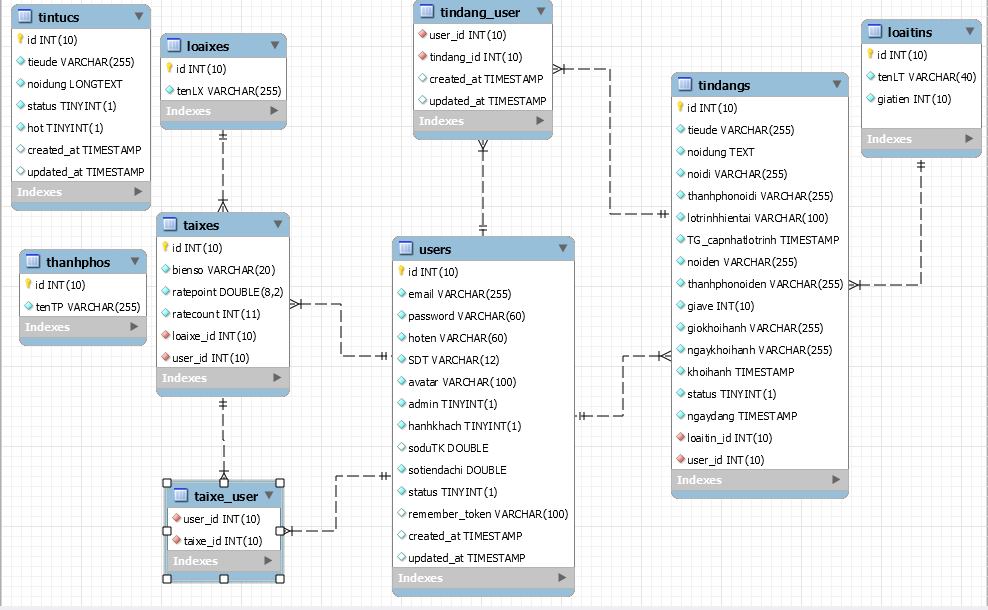 tintucs
id INT(10)
tieude VARCHAR(255)
noidung LONGTEXT
status TINYINT(1)
hot TINYINT(1)
created_at TIMESTAMP
updated_at TIMESTAMP
Indexes
loaixes
id INT(10)
tenLX VARCHAR(255)
Indexes
tindang_user
user_id INT(10)
tindang_id INT(10)
created_at TIMESTAMP
updated_at TIMESTAMP
Indexes
tindangs
id INT(10)
tieude VARCHAR(255)
noidung TEXT
noidi VARCHAR(255)
thanhphonoidi VARCHAR(255)
lotrinhhientai VARCHAR(100)
TG_capnhatlotrinh TIMESTAMP
noiden VARCHAR(255)
thanhphonoiden VARCHAR(255)
giave INT(10)
giokhoihanh VARCHAR(255)
ngaykhoihanh VARCHAR(255)
khoihanh TIMESTAMP
status TINYINT(1)
ngaydang TIMESTAMP
loaitin_id INT(10)
user_id INT(10)
Indexes
loaitins
id INT(10)
tenLT VARCHAR(40)
giatien INT(10)
Indexes
thanhphos
id INT(10)
tenTP VARCHAR(255)
Indexes
taixes
id INT(10)
bienso VARCHAR(20)
ratepoint DOUBLE(8,2)
ratecount INT(11)
loaixe_id INT(10)
user_id INT(10)
Indexes
users
id INT(10)
email VARCHAR(255)
password VARCHAR(60)
hoten VARCHAR(60)
SDT VARCHAR(12)
avatar VARCHAR(100)
admin TINYINT(1)
hanhkhach TINYINT(1)
soduTK DOUBLE
sotiendachi DOUBLE
status TINYINT(1)
remember_token VARCHAR(100)
created_at TIMESTAMP
updated_at TIMESTAMP
Indexes
taixe_user
user_id INT(10)
taixe_id INT(10)
Indexes